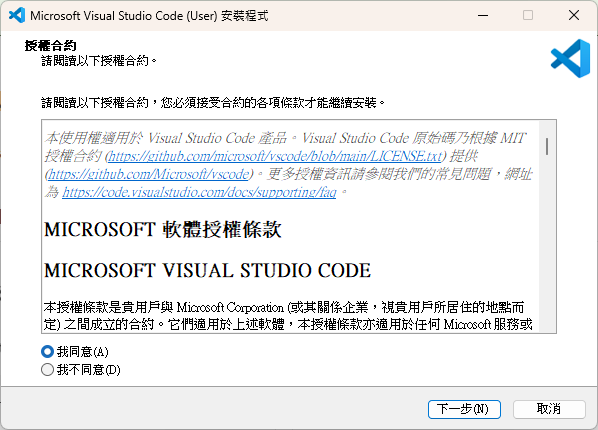 Microsoft Visual Studio Code (User) 安裝程式
授權合約
請閱讀以下授權合約。
請閱讀以下授權合約，您必須接受合約的各項條款才能繼續安裝。
本使用權適用於 Visual Studio Code 產品。Visual Studio Code 原始碼乃根據 MIT
授權合約 (https://github.com/microsoft/vscode/blob/main/LICENSE.txt) 提供
(https://github.com/Microsoft/vscode)。更多授權資訊請參閱我們的常見問題，網址
為 https://code.visualstudio.com/docs/supporting/faq。
MICROSOFT 軟體授權條款
MICROSOFT VISUAL STUDIO CODE
本授權條款是貴用戶與 Microsoft Corporation (或其關係企業，視貴用戶所居住的地點而
定) 之間成立的合約。它們適用於上述軟體，本授權條款亦適用於任何 Microsoft 服務或
我同意(A)
我不同意(D)
下一步(N)
取消